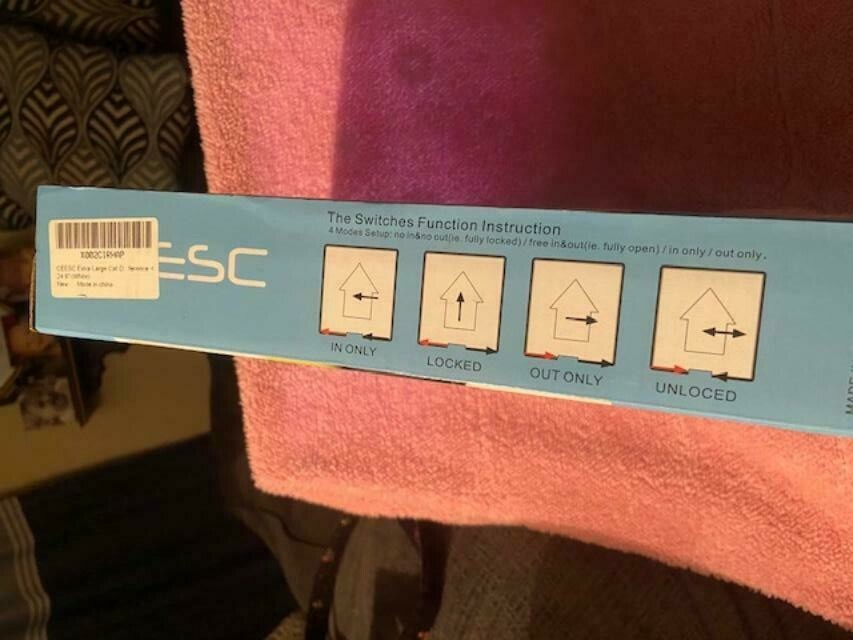 The Switches Function Instruction
4 Modes Setup: no in&no out(ie. fully locked) / free in&out(ie. fully open) / in only / out only.
X002C1RHAP
CEESC Extra Large Cat D
New Made in china
ESC
IN ONLY
LOCKED
OUT ONLY
UNLOCED
MADE